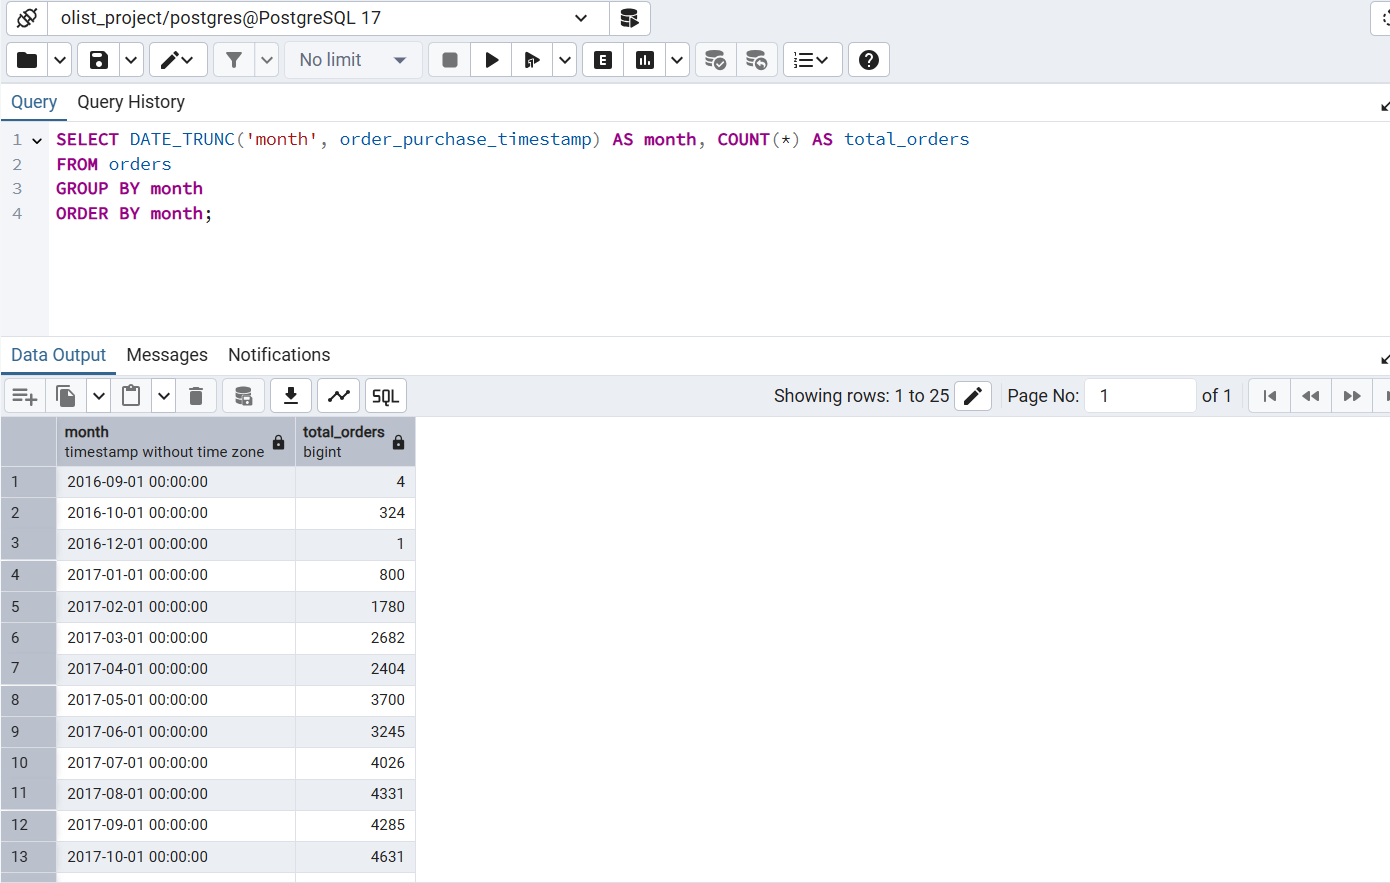 olist_project/postgres@PostgreSQL 17
No limit
E
Query Query History
1 SELECT DATE_TRUNC('month', order_purchase_timestamp) AS month, COUNT(*) AS total_orders
2 FROM orders
3 GROUP BY month
4 ORDER BY month;
Data Output Messages Notifications
SQL Showing rows: 1 to 25 Page No: 1 of 1
month total_orders
timestamp without time zone bigint
1 2016-09-01 00:00:00 4
2 2016-10-01 00:00:00 324
3 2016-12-01 00:00:00 1
4 2017-01-01 00:00:00 800
5 2017-02-01 00:00:00 1780
6 2017-03-01 00:00:00 2682
7 2017-04-01 00:00:00 2404
8 2017-05-01 00:00:00 3700
9 2017-06-01 00:00:00 3245
10 2017-07-01 00:00:00 4026
11 2017-08-01 00:00:00 4331
12 2017-09-01 00:00:00 4285
13 2017-10-01 00:00:00 4631